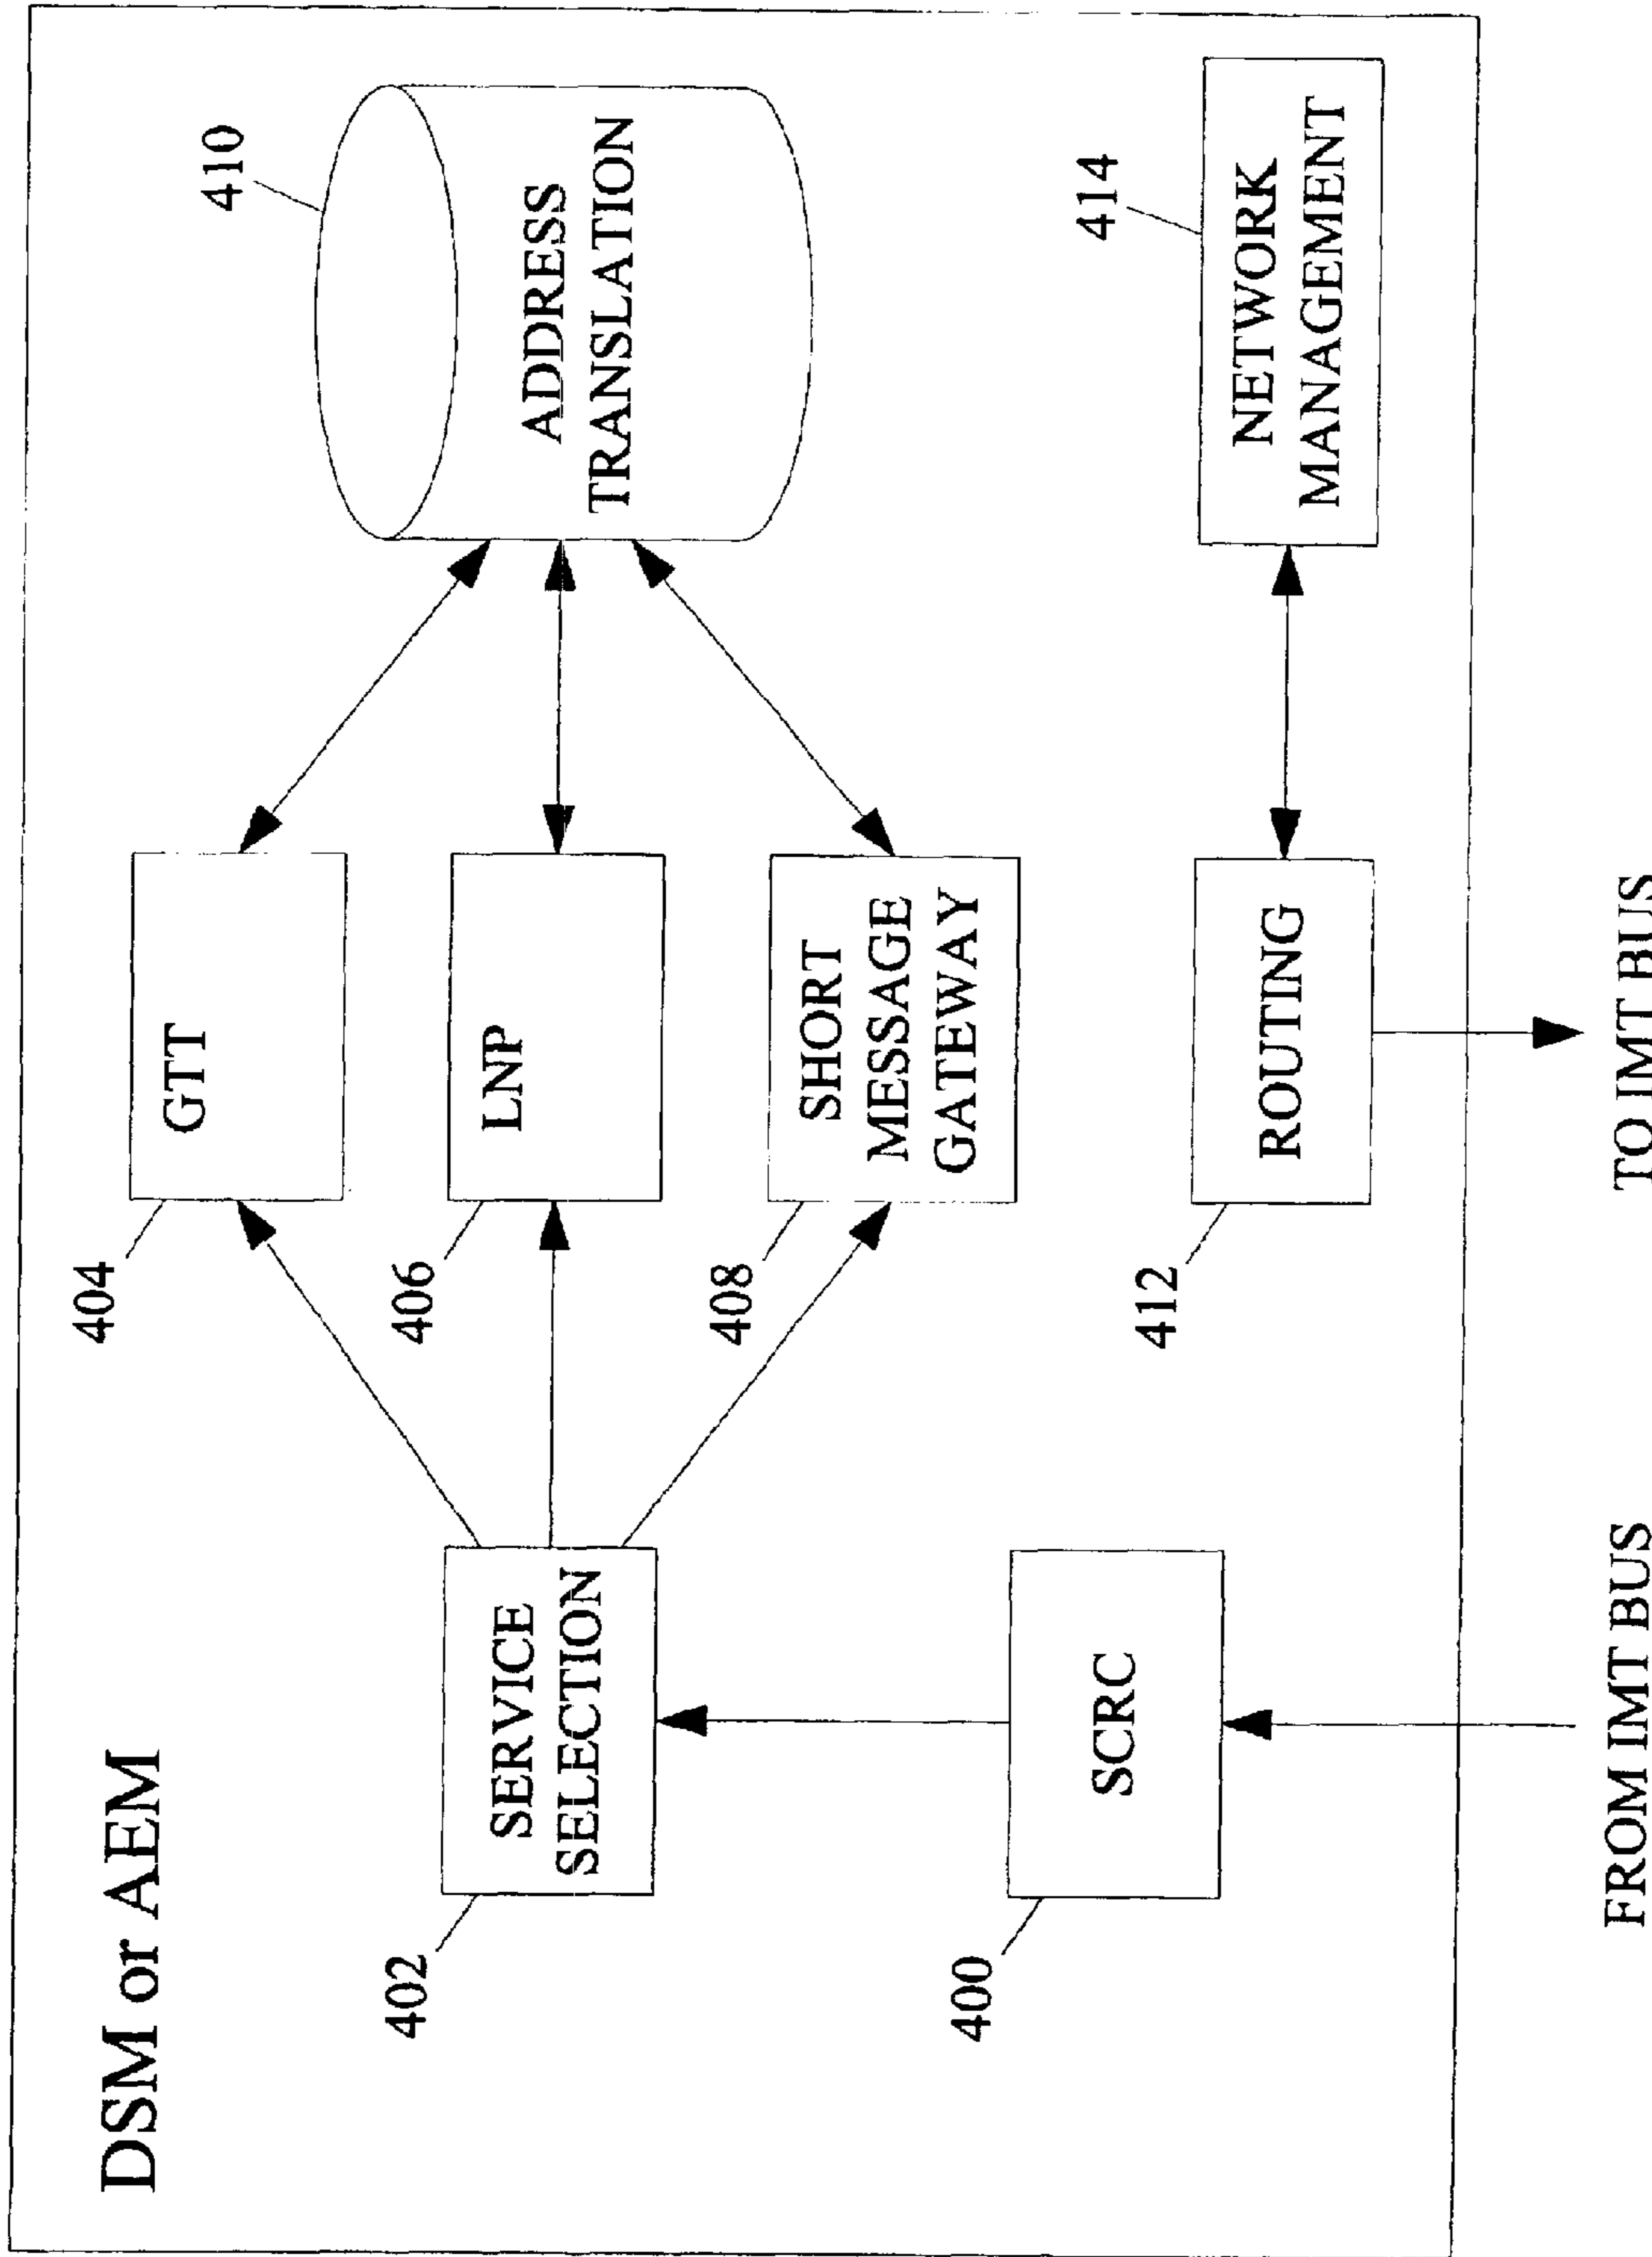 DSM or AEM
402
SERVICE
SELECTION
400
SCRC
FROM IMT BUS
404
GTT
406
LNP
408
SHORT
MESSAGE
GATEWAY
412
ROUTING
TO IMT BUS
410
ADDRESS
TRANSLATION
414
NETWORK
MANAGEMENT